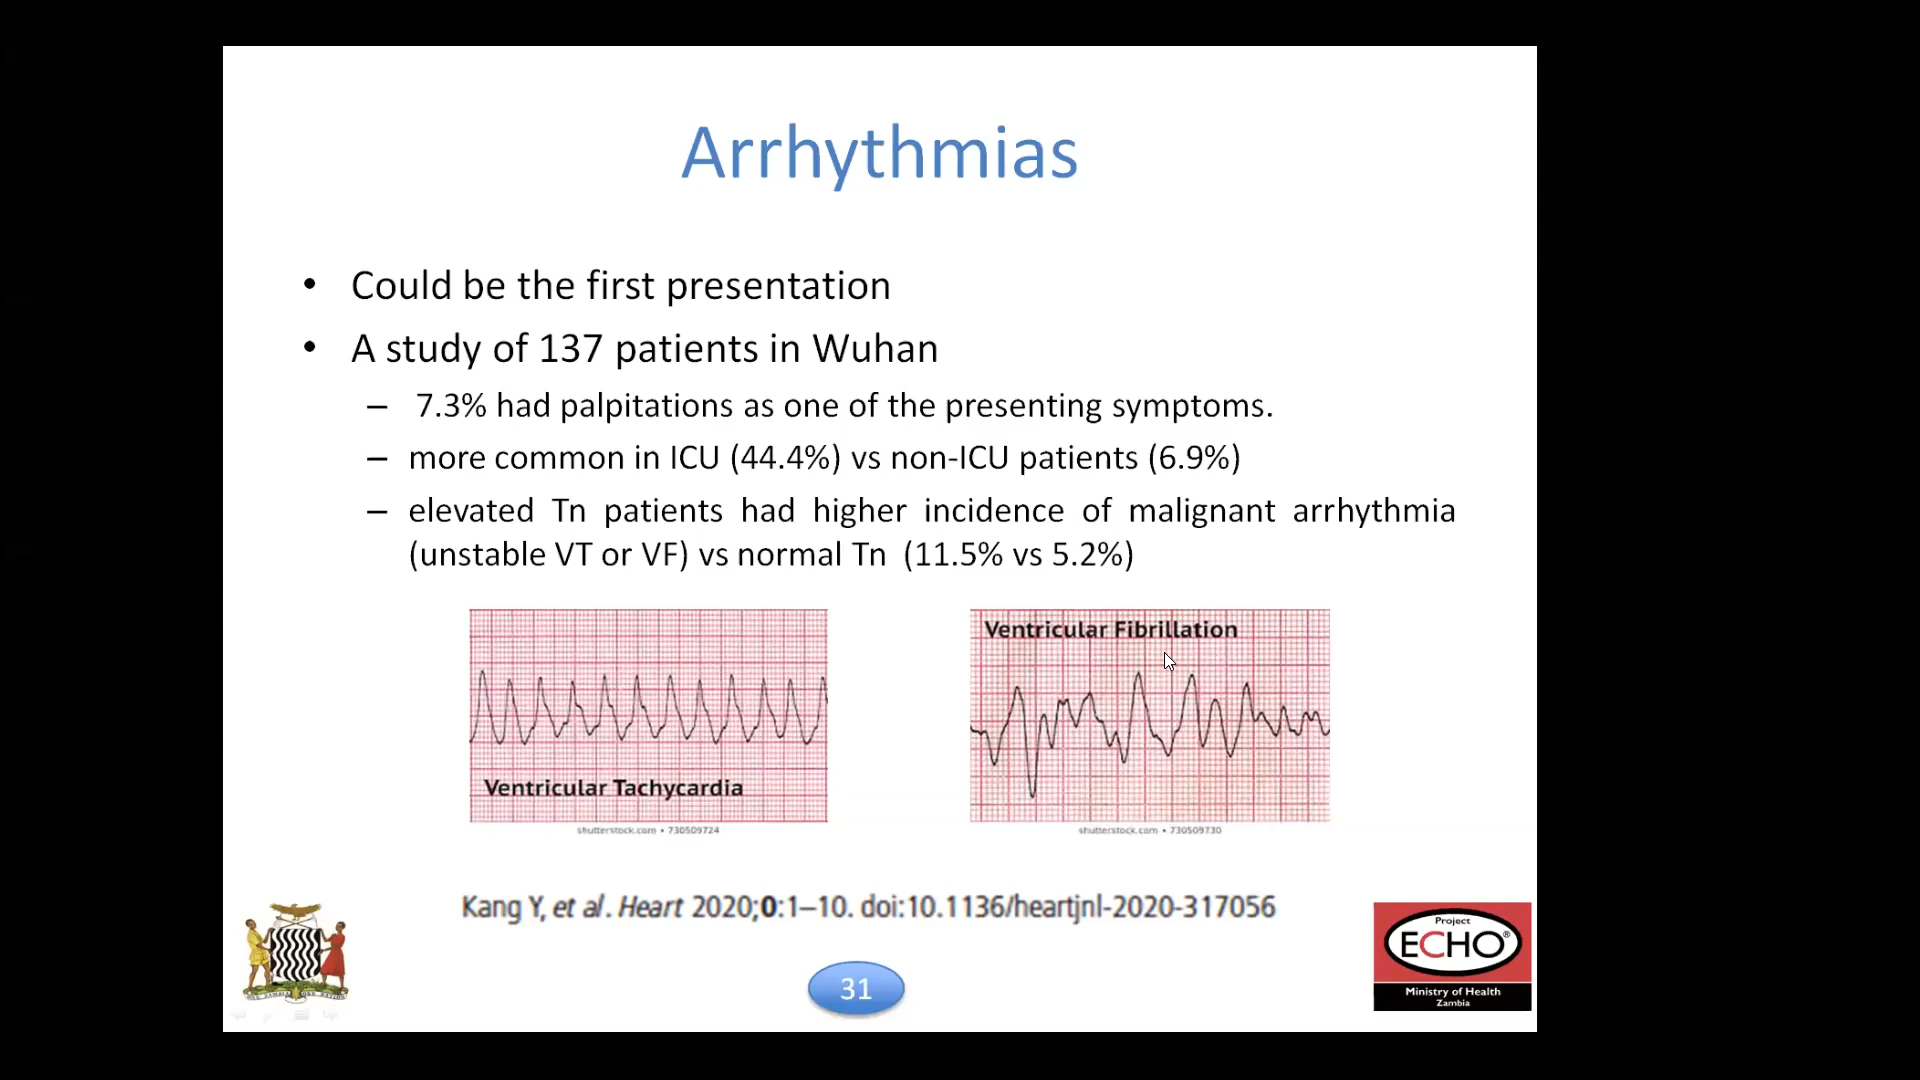 Arrhythmias
• Could be the first presentation
• A study of 137 patients in Wuhan
– 7.3% had palpitations as one of the presenting symptoms.
– more common in ICU (44.4%) vs non-ICU patients (6.9%)
– elevated Tn patients had higher incidence of malignant arrhythmia
(unstable VT or VF) vs normal Tn (11.5% vs 5.2%)
Ventricular Tachycardia
shutterstock.com • 730509724
Ventricular Fibrillation
shutterstock.com • 730509730
Kang Y, et al. Heart 2020;0:1–10. doi:10.1136/heartjnl-2020-317056
ONE ZAMBIA ONE NATION
31
Project
ECHO®
Ministry of Health
Zambia